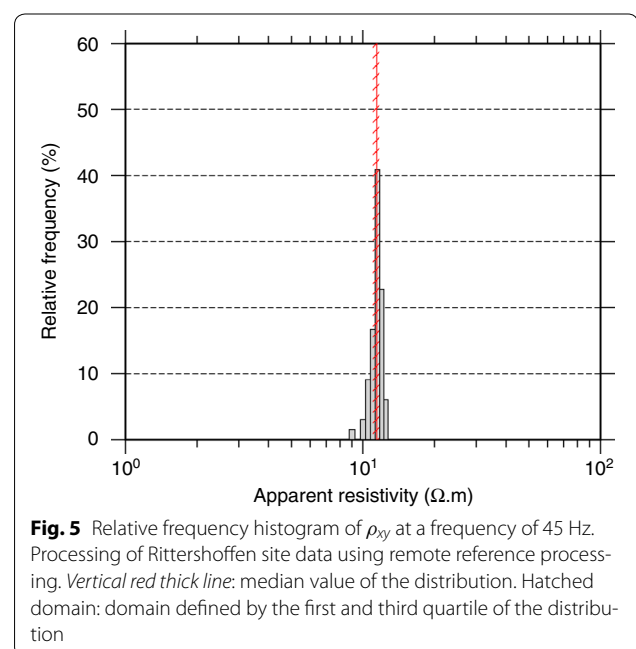 60
50
40
30
20
10
0
Relative frequency (%)
10⁰
10¹
10²
Apparent resistivity (Ω.m)
Fig. 5 Relative frequency histogram of ρxy at a frequency of 45 Hz.
Processing of Rittershoffen site data using remote reference process-
ing. Vertical red thick line: median value of the distribution. Hatched
domain: domain defined by the first and third quartile of the distribu-
tion